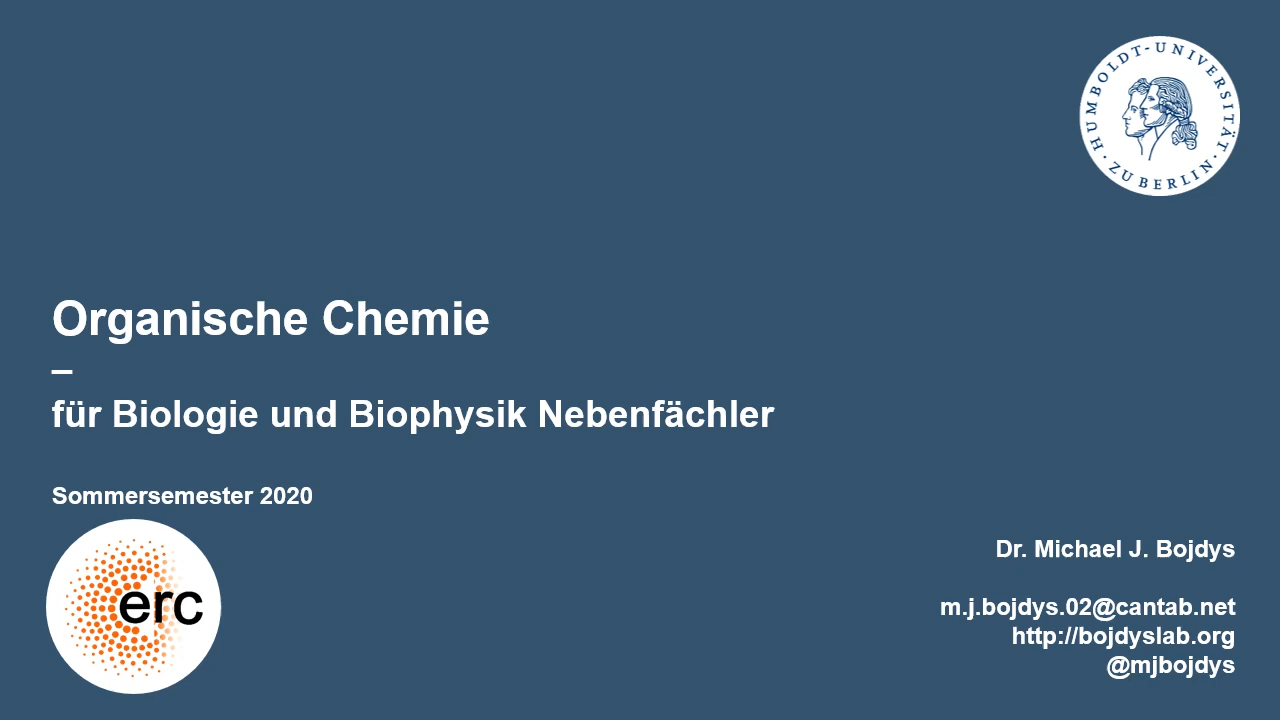 HUMBOLDT-UNIVERSITÄT
· ZU BERLIN ·
Organische Chemie
–
für Biologie und Biophysik Nebenfächler
Sommersemester 2020
erc
Dr. Michael J. Bojdys
m.j.bojdys.02@cantab.net
http://bojdyslab.org
@mjbojdys